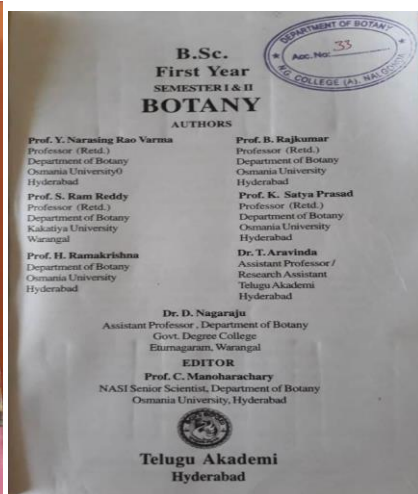 B.Sc.
First Year
SEMESTER I & II
BOTANY
AUTHORS
DEPARTMENT OF BOTANY
Acc. No: 33
NG COLLEGE (A), NALGONDA
Prof. Y. Narasing Rao Varma
Professor (Retd.)
Department of Botany
Osmania University0
Hyderabad
Prof. B. Rajkumar
Professor (Retd.)
Department of Botany
Osmania University
Hyderabad
Prof. S. Ram Reddy
Professor (Retd.)
Department of Botany
Kakatiya University
Warangal
Prof. K. Satya Prasad
Professor (Retd.)
Department of Botany
Osmania University
Hyderabad
Prof. H. Ramakrishna
Department of Botany
Osmania University
Hyderabad
Dr. T. Aravinda
Assistant Professor/
Research Assistant
Telugu Akademi
Hyderabad
Dr. D. Nagaraju
Assistant Professor, Department of Botany
Govt. Degree College
Eturnagaram, Warangal
EDITOR
Prof. C. Manoharachary
NASI Senior Scientist, Department of Botany
Osmania University, Hyderabad
Telugu Akademi
Hyderabad